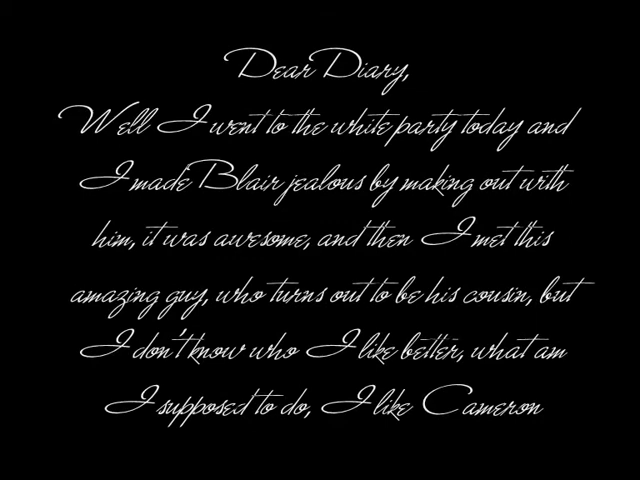 Dear Diary,
Well I went to the white party today and
I made Blair jealous by making out with
him, it was awesome, and then I met this
amazing guy, who turns out to be his cousin, but
I don't know who I like better, what am
I supposed to do, I like Cameron